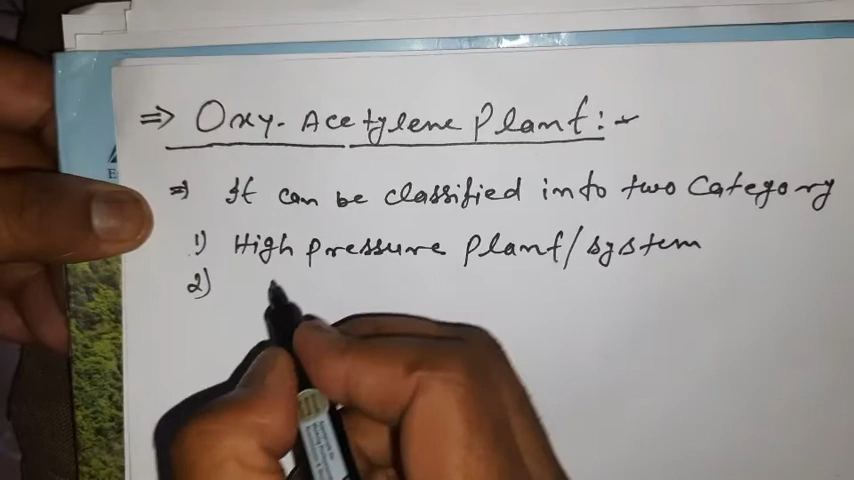 ⇒ Oxy-Acetylene Plant:-
⇒ It can be classified into two Category
1) High pressure plant/system
2)